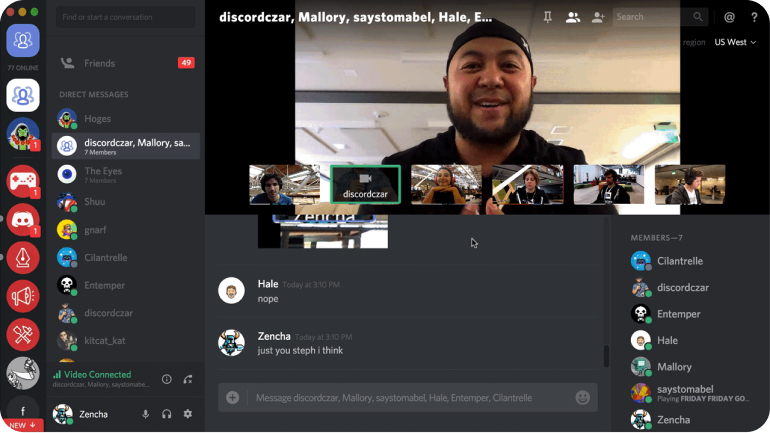 discordczar, Mallory, saystomabel, Hale, E...
Search
@
?
region
US West
Find or start a conversation
77 ONLINE
Friends
49
DIRECT MESSAGES
Hoges
1
discordczar, Mallory, sa...
7 Members
The Eyes
7 Members
Shuu
1
gnarf
1
Cilantrelle
Entemper
discordczar
kitcat_kat
Video Connected
discordczar, Mallory, saystomabe...
Zencha
f
NEW
discordczar
Zencha
Hale Today at 3:10 PM
nope
Zencha Today at 3:10 PM
just you steph i think
Message discordczar, Mallory, saystomabel, Hale, Entemper, Cilantrelle
MEMBERS—7
Cilantrelle
discordczar
Entemper
Hale
Mallory
saystomabel
Playing FRIDAY FRIDAY GO...
Zencha